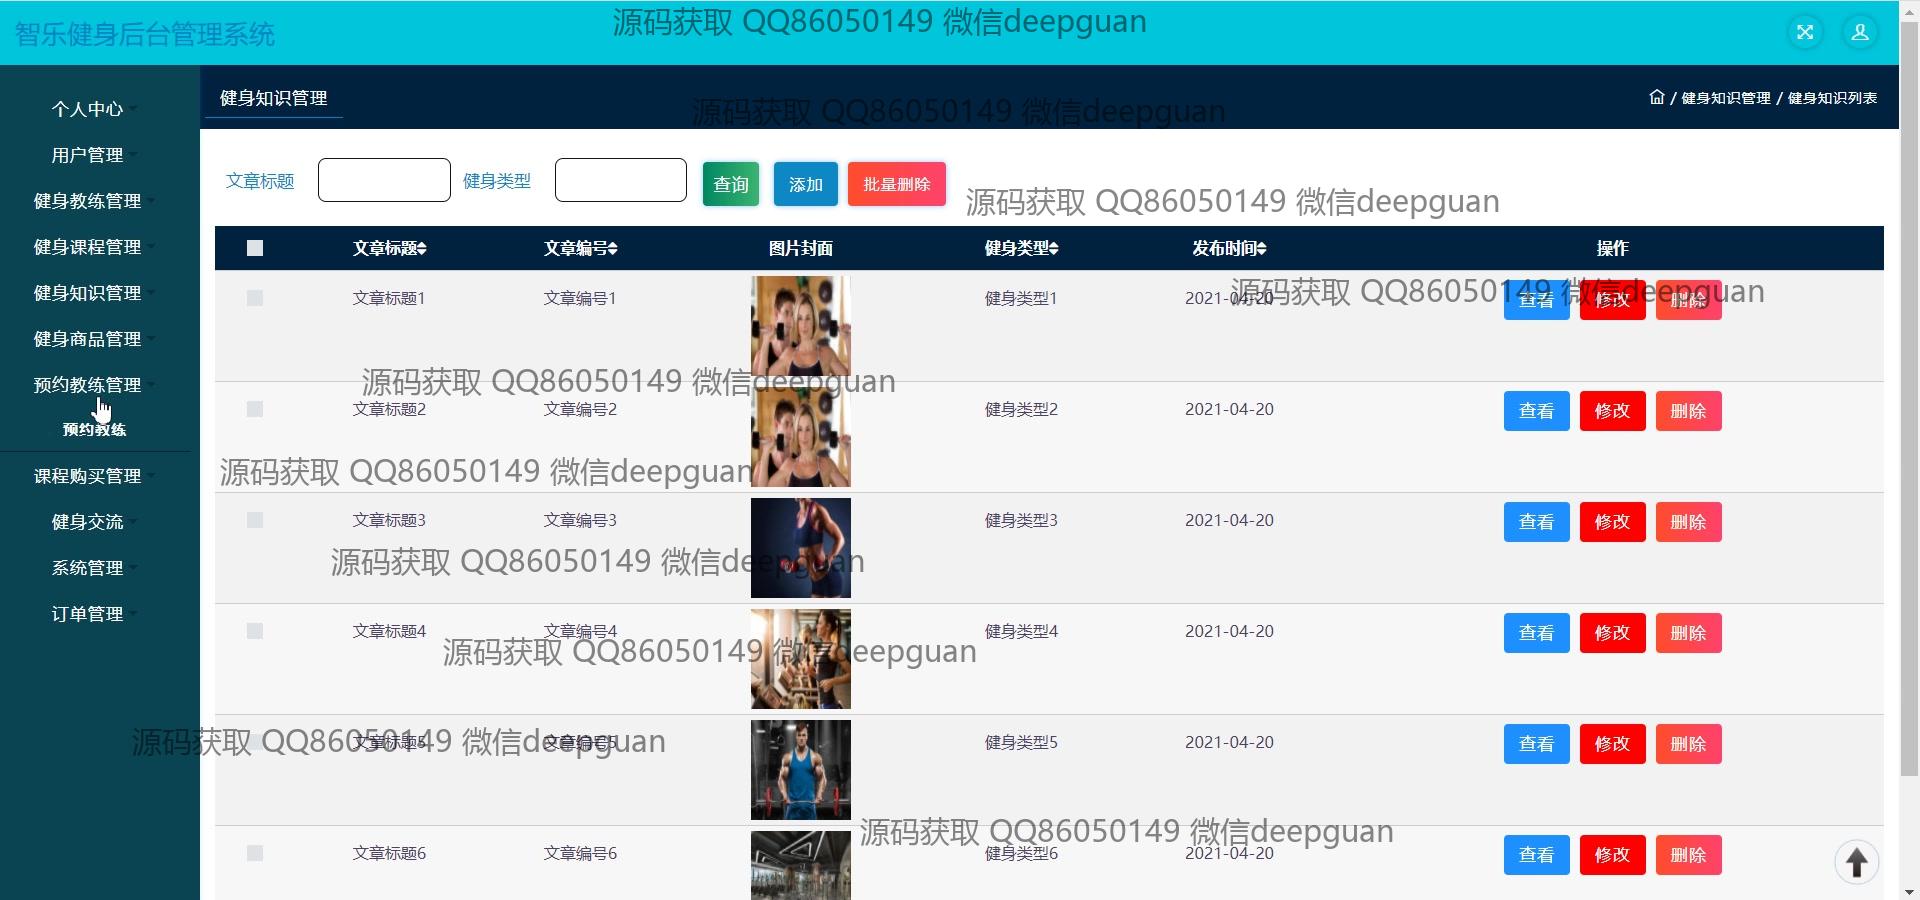 智乐健身后台管理系统
源码获取 QQ86050149 微信deepguan
个人中心
用户管理
健身教练管理
健身课程管理
健身知识管理
健身商品管理
预约教练管理
预约教练
课程购买管理
健身交流
系统管理
订单管理
健身知识管理
源码获取 QQ86050149 微信deepguan
/ 健身知识管理 / 健身知识列表
文章标题 健身类型 查询 添加 批量删除
源码获取 QQ86050149 微信deepguan
文章标题 文章编号 图片封面 健身类型 发布时间 操作
文章标题1 文章编号1 健身类型1 2021-04-20 查看 修改 删除
源码获取 QQ86050149 微信deepguan
源码获取 QQ86050149 微信deepguan
文章标题2 文章编号2 健身类型2 2021-04-20 查看 修改 删除
源码获取 QQ86050149 微信deepguan
文章标题3 文章编号3 健身类型3 2021-04-20 查看 修改 删除
源码获取 QQ86050149 微信deepguan
文章标题4 文章编号4 健身类型4 2021-04-20 查看 修改 删除
源码获取 QQ86050149 微信deepguan
文章标题5 文章编号5 健身类型5 2021-04-20 查看 修改 删除
源码获取 QQ86050149 微信deepguan
源码获取 QQ86050149 微信deepguan
文章标题6 文章编号6 健身类型6 2021-04-20 查看 修改 删除